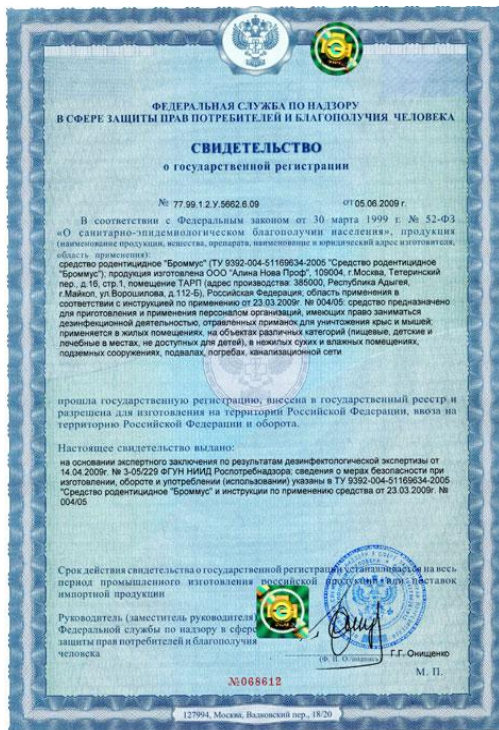 ФЕДЕРАЛЬНАЯ СЛУЖБА ПО НАДЗОРУ
В СФЕРЕ ЗАЩИТЫ ПРАВ ПОТРЕБИТЕЛЕЙ И БЛАГОПОЛУЧИЯ ЧЕЛОВЕКА
СВИДЕТЕЛЬСТВО
о государственной регистрации
№ 77.99.1.2.У.5662.6.09 от 05.06.2009 г.
В соответствии с Федеральным законом от 30 марта 1999 г. № 52-ФЗ
«О санитарно-эпидемиологическом благополучии населения», продукция
(наименование продукции, вещества, препарата, наименование и юридический адрес изготовителя,
область применения):
средство родентицидное "Броммус" (ТУ 9392-004-51169634-2005 "Средство родентицидное
"Броммус"); продукция изготовлена ООО "Алина Нова Проф", 109004, г.Москва, Тетеринский
пер., д.16, стр.1, помещение ТАРП (адрес производства: 385000, Республика Адыгея,
г.Майкоп, ул.Ворошилова, д.112-Б), Российская Федерация; область применения в
соответствии с инструкцией по применению от 23.03.2009г. № 004/05: средство предназначено
для приготовления и применения персоналом организаций, имеющих право заниматься
дезинфекционной деятельностью, отравленных приманок для уничтожения крыс и мышей;
применяется в жилых помещениях, на объектах различных категорий (пищевые, детские и
лечебные в местах, не доступных для детей), в нежилых сухих и влажных помещениях,
подземных сооружениях, подвалах, погребах, канализационной сети
прошла государственную регистрацию, внесена в государственный реестр и
разрешена для изготовления на территории Российской Федерации, ввоза на
территорию Российской Федерации и оборота.
Настоящее свидетельство выдано:
на основании экспертного заключения по результатам дезинфектологической экспертизы от
14.04.2009г. № 3-05/229 ФГУН НИИД Роспотребнадзора; сведения о мерах безопасности при
изготовлении, обороте и употреблении (использовании) указаны в ТУ 9392-004-51169634-2005
"Средство родентицидное "Броммус" и инструкции по применению средства от 23.03.2009г. №
004/05
Срок действия свидетельства о государственной регистрации устанавливается на весь
период промышленного изготовления российской продукции или поставок
импортной продукции
Руководитель (заместитель руководителя)
Федеральной службы по надзору в сфере
защиты прав потребителей и благополучия
человека
Г.Г. Онищенко
(Ф. И. О./подпись)
М. П.
№068612
127994, Москва, Вадковский пер., 18/20